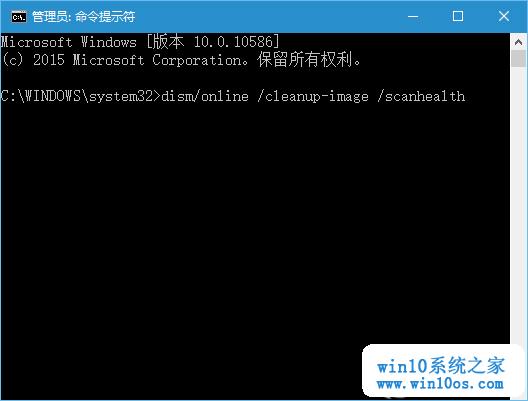 管理员: 命令提示符
Microsoft Windows [版本 10.0.10586]
(c) 2015 Microsoft Corporation。保留所有权利。
C:\WINDOWS\system32>dism/online /cleanup-image /scanhealth
win10系统之家
www.win10os.com